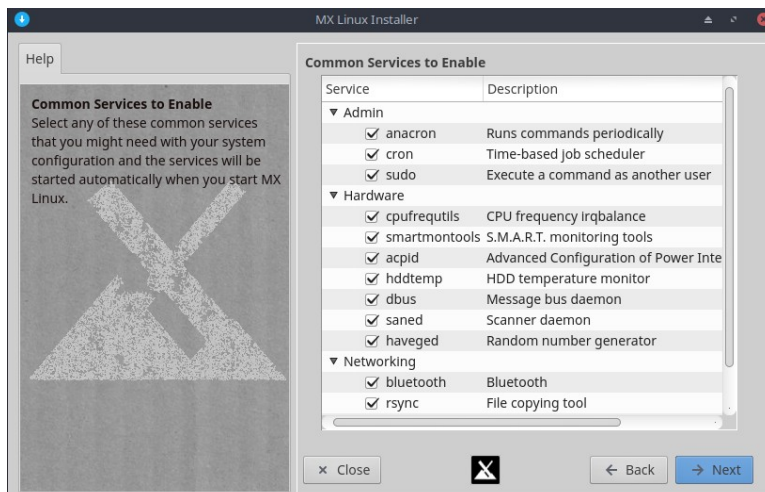 MX Linux Installer
Help
Common Services to Enable
Select any of these common services
that you might need with your system
configuration and the services will be
started automatically when you start MX
Linux.
Common Services to Enable
Service Description
Admin
anacron Runs commands periodically
cron Time-based job scheduler
sudo Execute a command as another user
Hardware
cpufrequtils CPU frequency irqbalance
smartmontools S.M.A.R.T. monitoring tools
acpid Advanced Configuration of Power Inte
hddtemp HDD temperature monitor
dbus Message bus daemon
saned Scanner daemon
haveged Random number generator
Networking
bluetooth Bluetooth
rsync File copying tool
Close
Back
Next